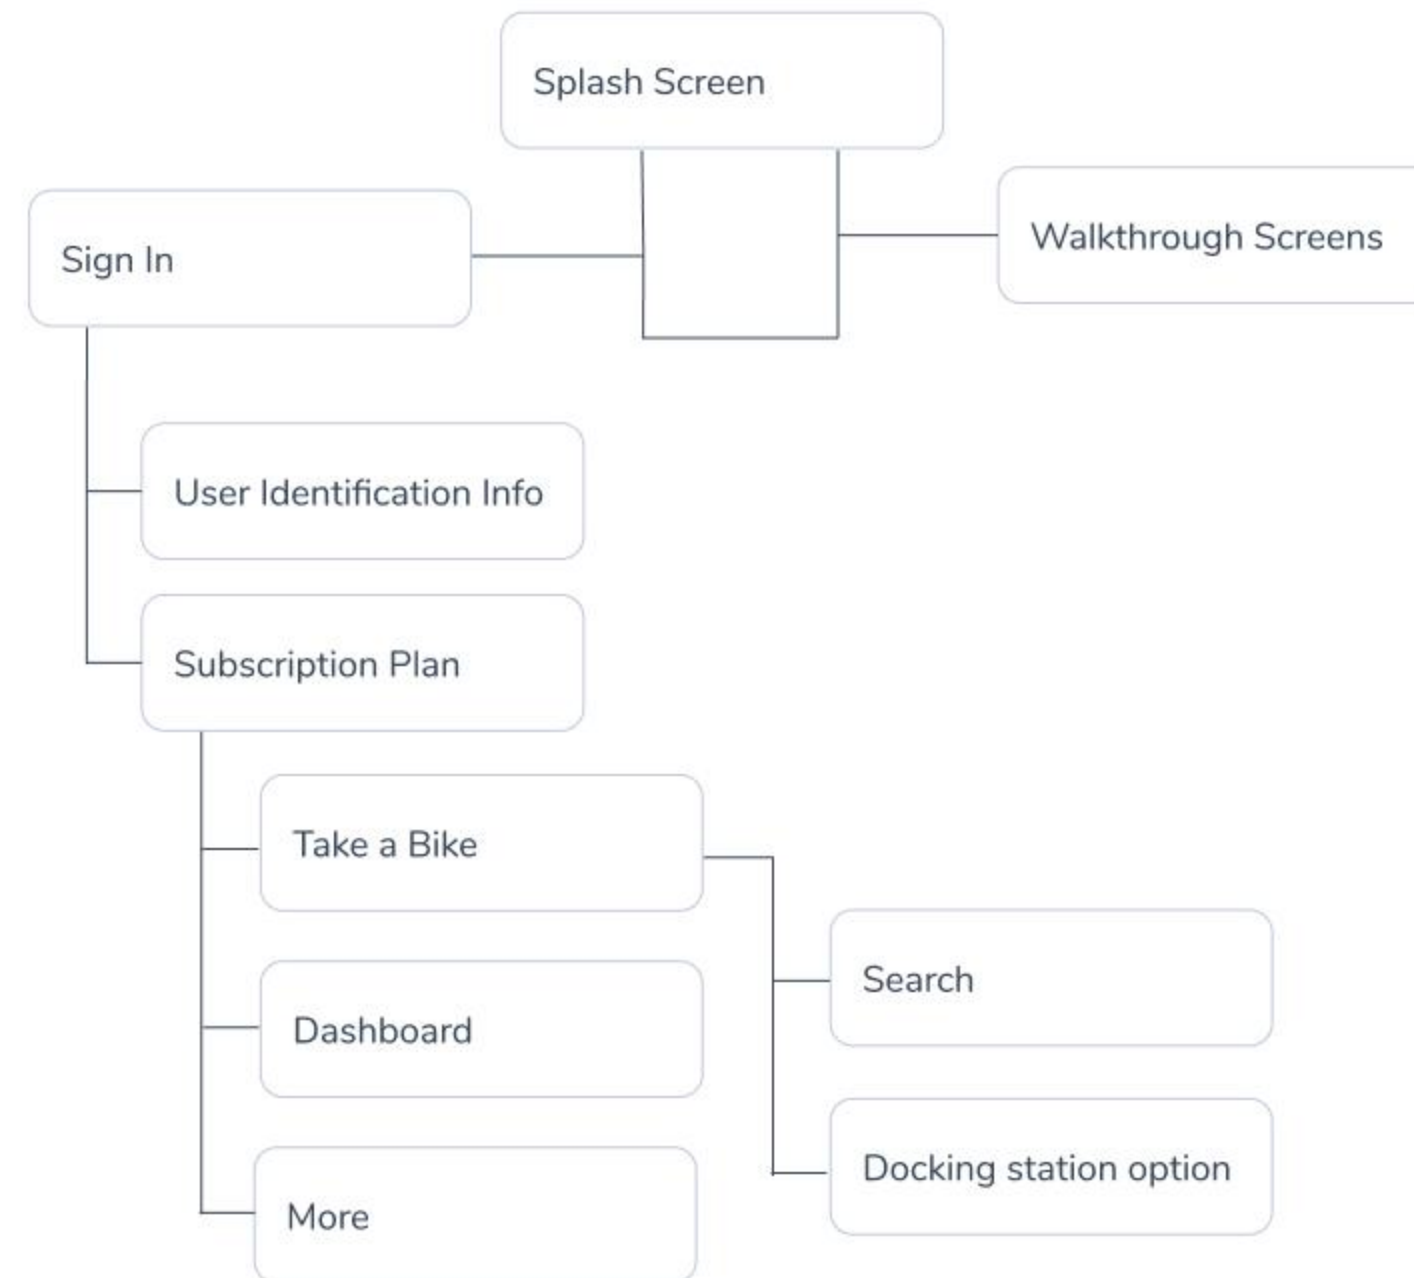 Splash Screen
Sign In
Walkthrough Screens
User Identification Info
Subscription Plan
Take a Bike
Dashboard
More
Search
Docking station option